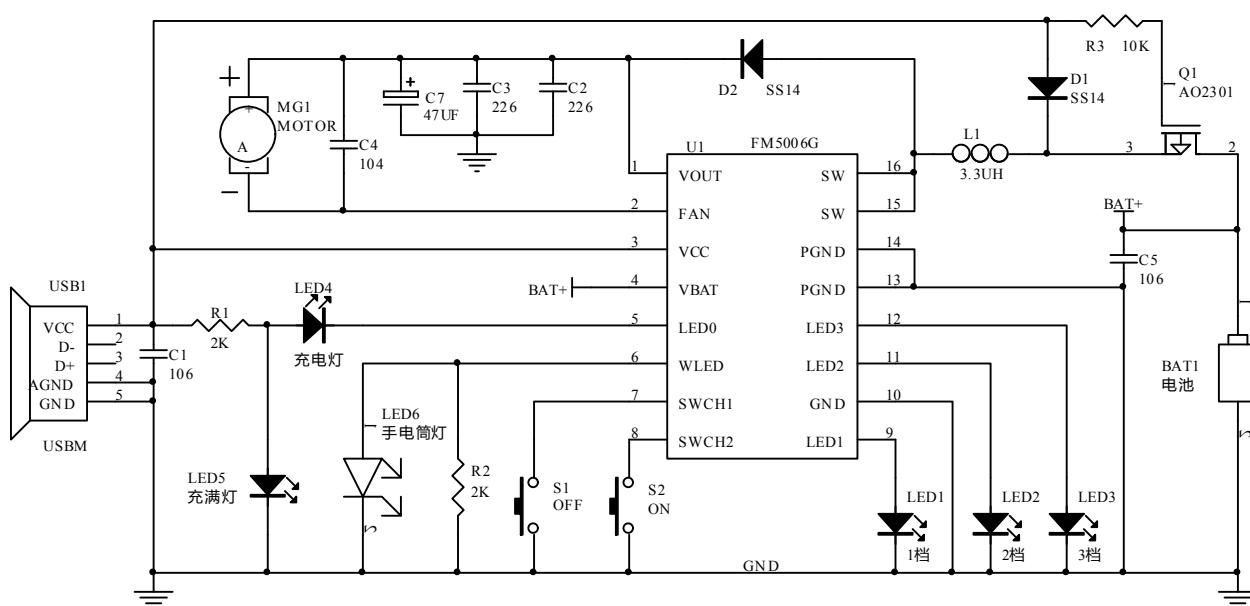 R3 10K
Q1
AO2301
D1
SS14
D2 SS14
L1
3.3UH
3
2
+
MG1
MOTOR
+
A
-
−
+
C7
47UF
C3
226
C2
226
C4
104
U1 FM5006G
1 VOUT SW 16
2 FAN SW 15
3 VCC PGND 14
BAT+ 4 VBAT PGND 13
5 LED0 LED3 12
6 WLED LED2 11
7 SWCH1 GND 10
8 SWCH2 LED1 9
BAT+
C5
106
1
BAT1
电池
2
USB1
VCC 1
D- 2
D+ 3
AGND 4
GND 5
USBM
C1
106
R1
2K
LED4
充电灯
LED5
充满灯
1
LED6
手电筒灯
2
R2
2K
S1
OFF
S2
ON
LED1
1档
LED2
2档
LED3
3档
GND